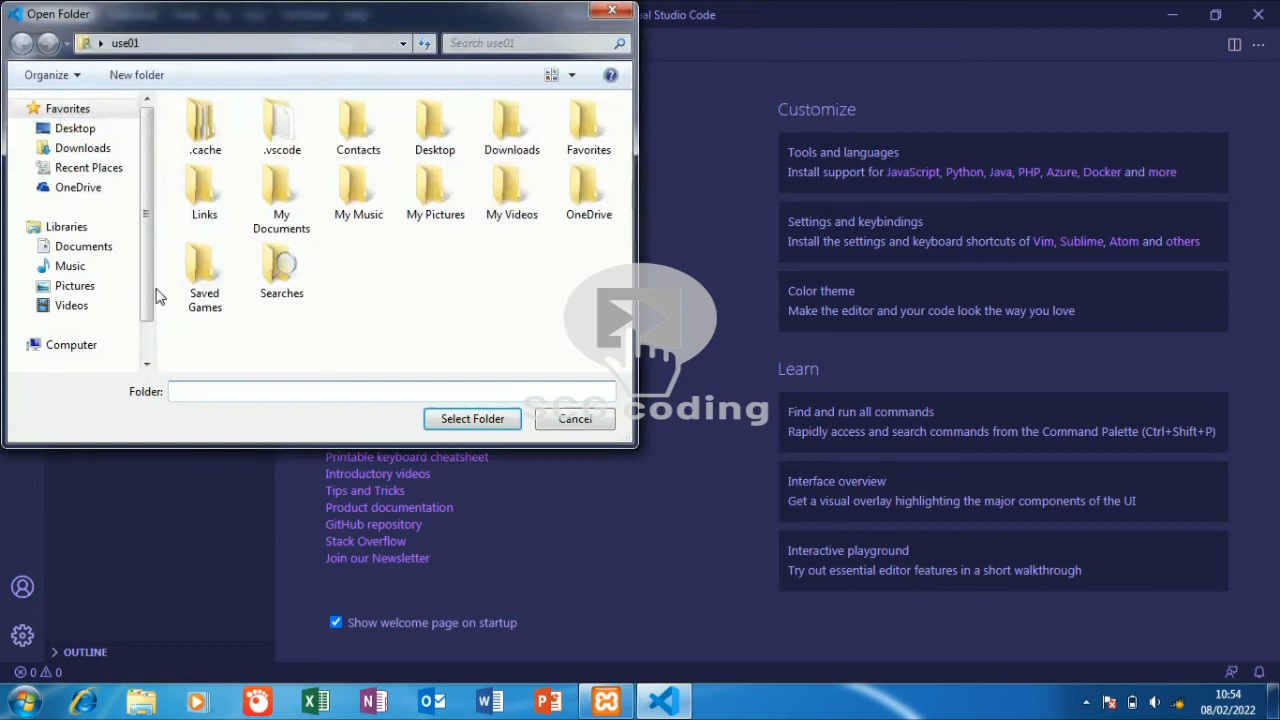 Open Folder
ual Studio Code
use01
Search use01
Organize
New folder
Favorites
Desktop
Downloads
Recent Places
OneDrive
Libraries
Documents
Music
Pictures
Videos
Computer
.cache
.vscode
Contacts
Desktop
Downloads
Favorites
Links
My
Documents
My Music
My Pictures
My Videos
OneDrive
Saved
Games
Searches
Folder:
Select Folder
Cancel
SCS coding
Customize
Tools and languages
Install support for JavaScript, Python, Java, PHP, Azure, Docker and more
Settings and keybindings
Install the settings and keyboard shortcuts of Vim, Sublime, Atom and others
Color theme
Make the editor and your code look the way you love
Learn
Find and run all commands
Rapidly access and search commands from the Command Palette (Ctrl+Shift+P)
Interface overview
Get a visual overlay highlighting the major components of the UI
Interactive playground
Try out essential editor features in a short walkthrough
Printable keyboard cheatsheet
Introductory videos
Tips and Tricks
Product documentation
GitHub repository
Stack Overflow
Join our Newsletter
Show welcome page on startup
OUTLINE
0 0
10:54
08/02/2022